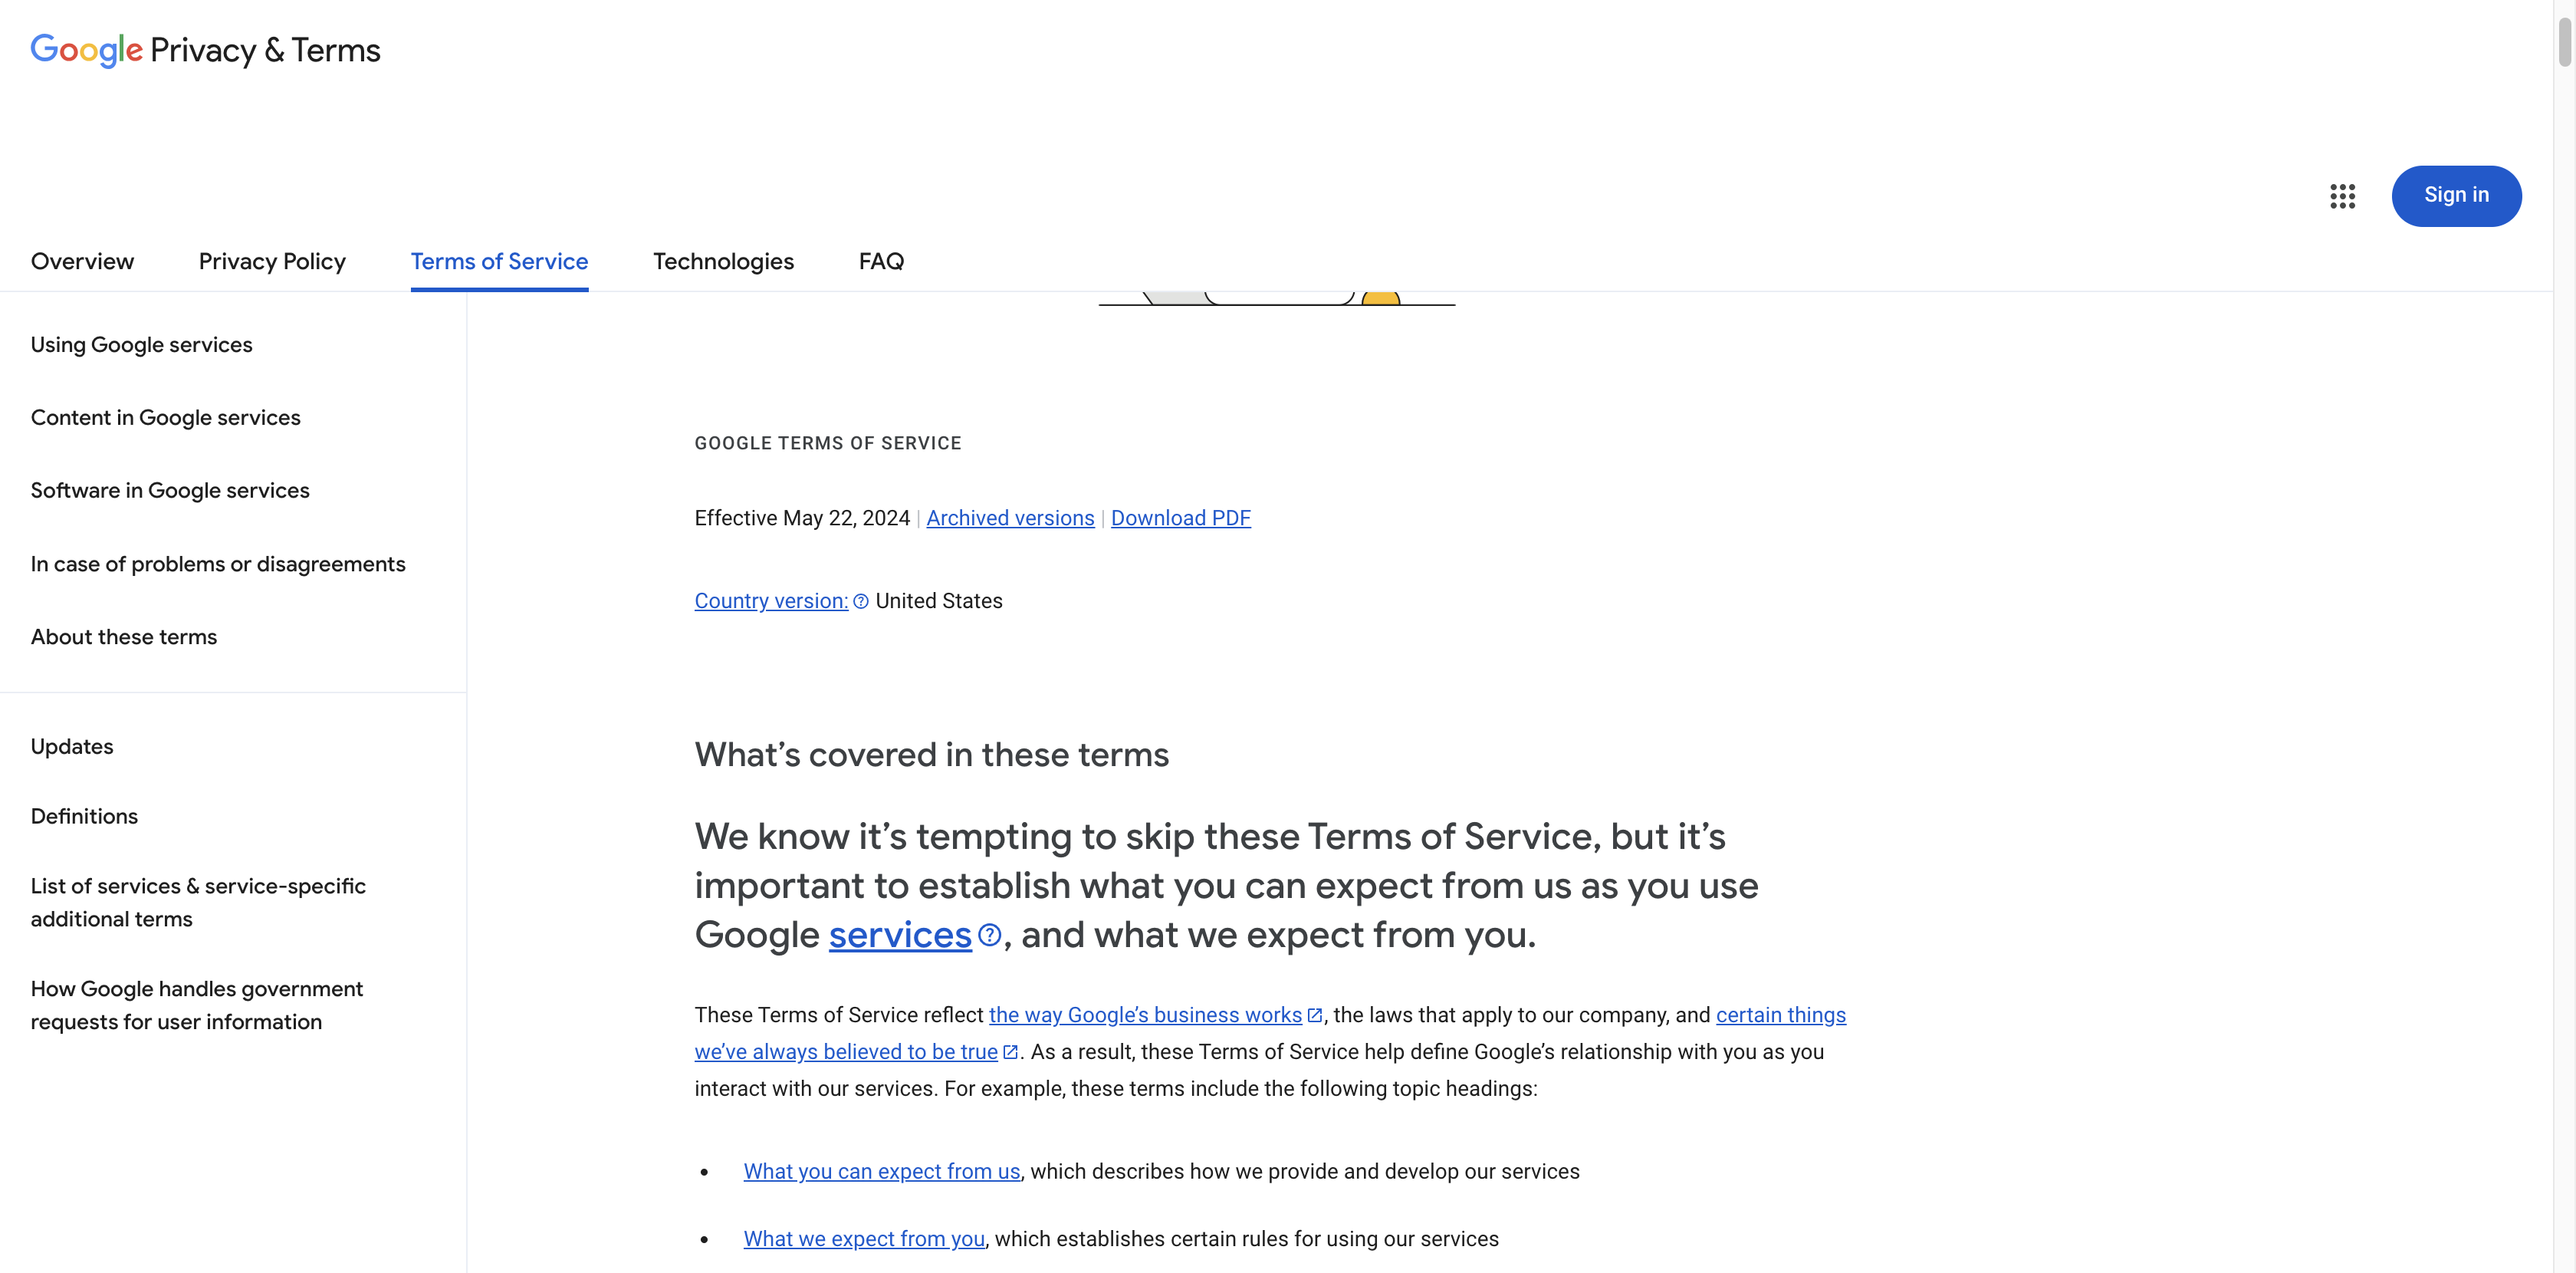 Google Privacy & Terms
Sign in
Overview Privacy Policy Terms of Service Technologies FAQ
Using Google services
Content in Google services
Software in Google services
In case of problems or disagreements
About these terms
Updates
Definitions
List of services & service-specific
additional terms
How Google handles government
requests for user information
GOOGLE TERMS OF SERVICE
Effective May 22, 2024 | Archived versions | Download PDF
Country version: United States
What’s covered in these terms
We know it’s tempting to skip these Terms of Service, but it’s
important to establish what you can expect from us as you use
Google services, and what we expect from you.
These Terms of Service reflect the way Google’s business works, the laws that apply to our company, and certain things
we’ve always believed to be true. As a result, these Terms of Service help define Google’s relationship with you as you
interact with our services. For example, these terms include the following topic headings:
• What you can expect from us, which describes how we provide and develop our services
• What we expect from you, which establishes certain rules for using our services